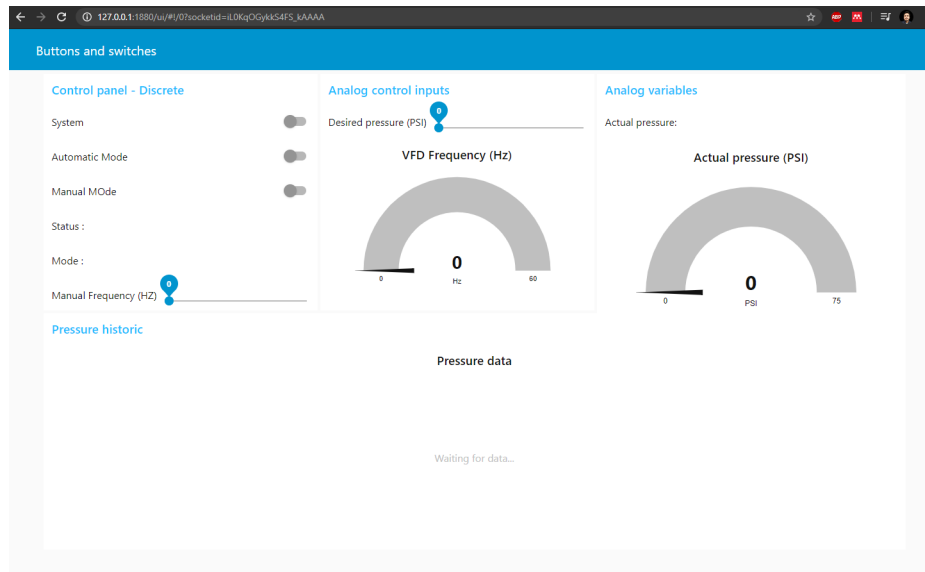 127.0.0.1:1880/ui/#!/0?socketid=iL0KqOGykkS4FS_kAAAA
ABP
Buttons and switches
Control panel - Discrete
System
Automatic Mode
Manual MOde
Status :
Mode :
Manual Frequency (HZ)
0
Analog control inputs
Desired pressure (PSI)
0
VFD Frequency (Hz)
0
Hz
0
60
Analog variables
Actual pressure:
Actual pressure (PSI)
0
PSI
0
75
Pressure historic
Pressure data
Waiting for data...